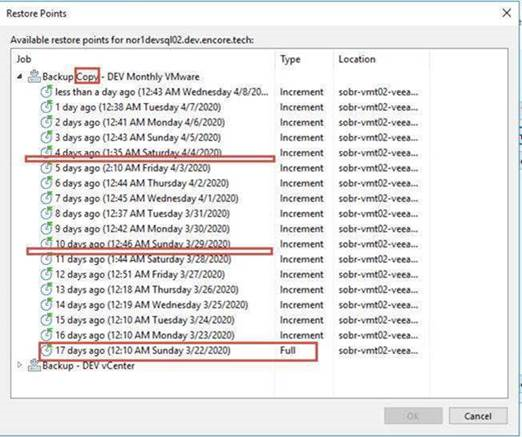 Restore Points
Available restore points for nor1devsql02.dev.encore.tech:
Job Type Location
Backup Copy - DEV Monthly VMware
less than a day ago (12:43 AM Wednesday 4/8/20... Increment sobr-vmt02-veea...
1 day ago (12:38 AM Tuesday 4/7/2020) Increment sobr-vmt02-veea...
2 days ago (12:41 AM Monday 4/6/2020) Increment sobr-vmt02-veea...
3 days ago (12:43 AM Sunday 4/5/2020) Increment sobr-vmt02-veea...
4 days ago (1:35 AM Saturday 4/4/2020) Increment sobr-vmt02-veea...
5 days ago (2:10 AM Friday 4/3/2020) Increment sobr-vmt02-veea...
6 days ago (12:44 AM Thursday 4/2/2020) Increment sobr-vmt02-veea...
7 days ago (12:45 AM Wednesday 4/1/2020) Increment sobr-vmt02-veea...
8 days ago (12:37 AM Tuesday 3/31/2020) Increment sobr-vmt02-veea...
9 days ago (12:42 AM Monday 3/30/2020) Increment sobr-vmt02-veea...
10 days ago (12:46 AM Sunday 3/29/2020) Increment sobr-vmt02-veea...
11 days ago (1:44 AM Saturday 3/28/2020) Increment sobr-vmt02-veea...
12 days ago (12:51 AM Friday 3/27/2020) Increment sobr-vmt02-veea...
13 days ago (12:18 AM Thursday 3/26/2020) Increment sobr-vmt02-veea...
14 days ago (12:19 AM Wednesday 3/25/2020) Increment sobr-vmt02-veea...
15 days ago (12:10 AM Tuesday 3/24/2020) Increment sobr-vmt02-veea...
16 days ago (12:10 AM Monday 3/23/2020) Increment sobr-vmt02-veea...
17 days ago (12:10 AM Sunday 3/22/2020) Full sobr-vmt02-veea...
Backup - DEV vCenter
Ok Cancel